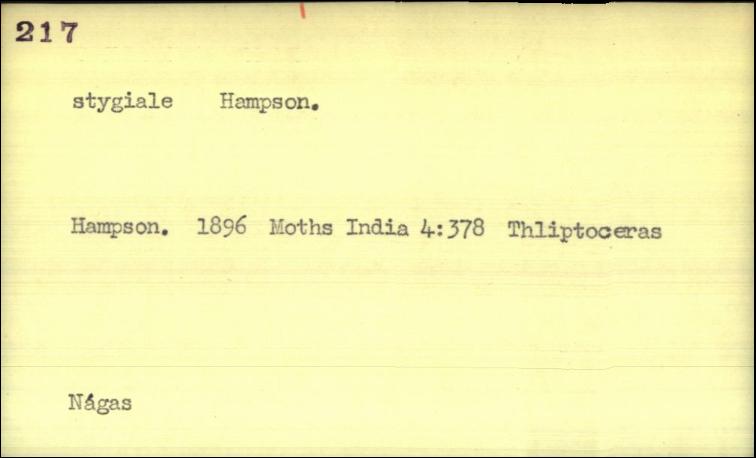 217
stygiale Hampson.
Hampson. 1896 Moths India 4:378 Thliptoceras
Nágas